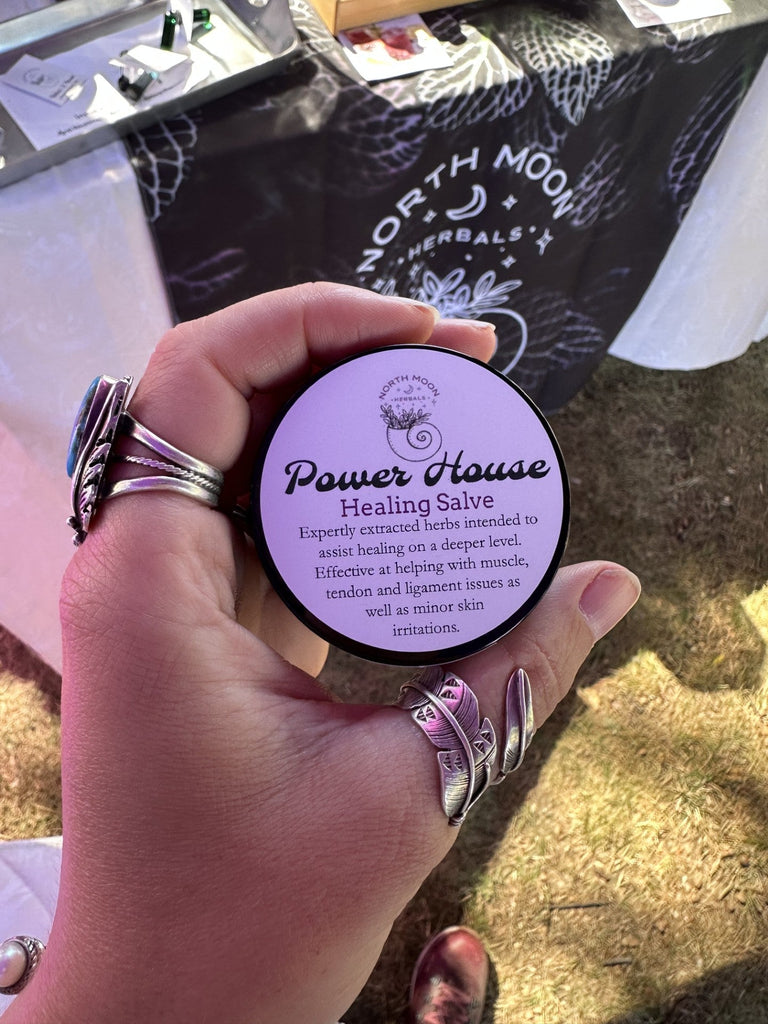 NORTH MOON
HERBALS
NORTH MOON
HERBALS
Power House
Healing Salve
Expertly extracted herbs intended to
assist healing on a deeper level.
Effective at helping with muscle,
tendon and ligament issues as
well as minor skin
irritations.